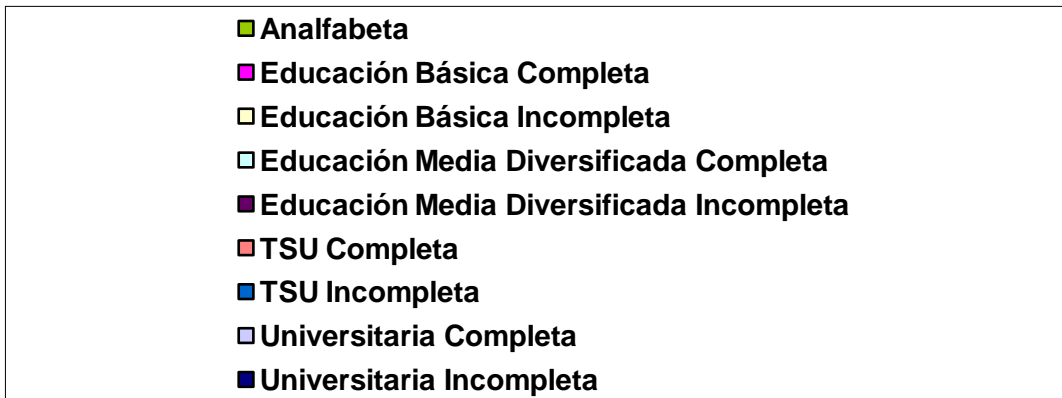 Analfabeta
Educación Básica Completa
Educación Básica Incompleta
Educación Media Diversificada Completa
Educación Media Diversificada Incompleta
TSU Completa
TSU Incompleta
Universitaria Completa
Universitaria Incompleta